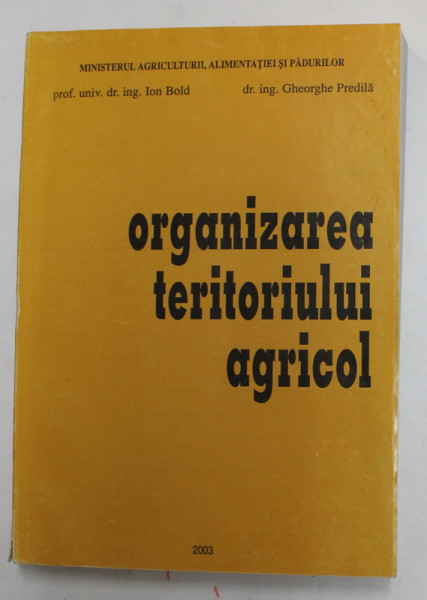 MINISTERUL AGRICULTURII, ALIMENTAȚIEI ȘI PĂDURILOR
prof. univ. dr. ing. Ion Bold dr. ing. Gheorghe Predilă
organizarea
teritoriului
agricol
2003